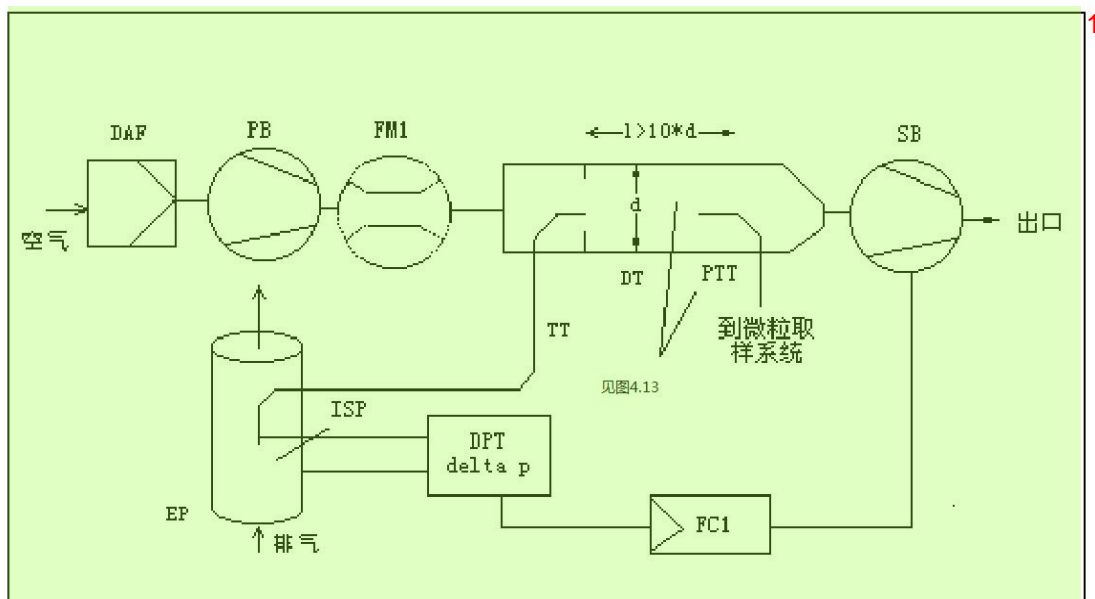 1
DAF
PB
FM1
l>10*d
SB
d
空气
出口
DT
PTT
TT
到微粒取
样系统
见图4.13
ISP
DPT
delta p
EP
FC1
排气